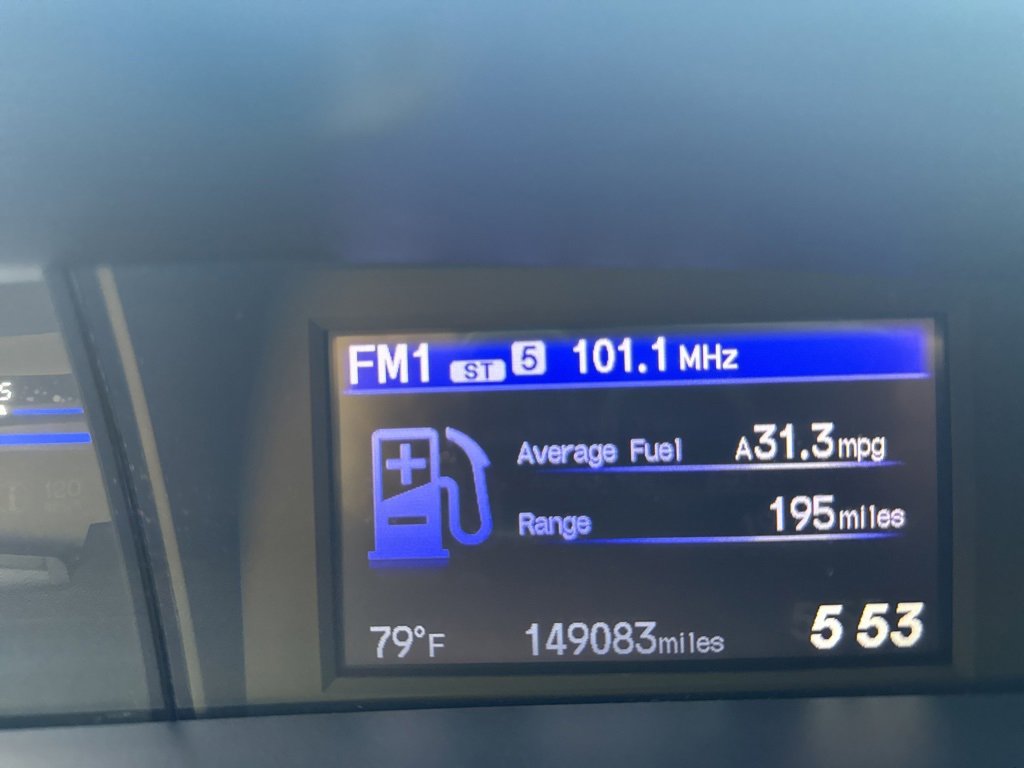 FM1 ST 5 101.1 MHz
Average Fuel A31.3mpg
Range 195miles
79°F 149083miles 5 53